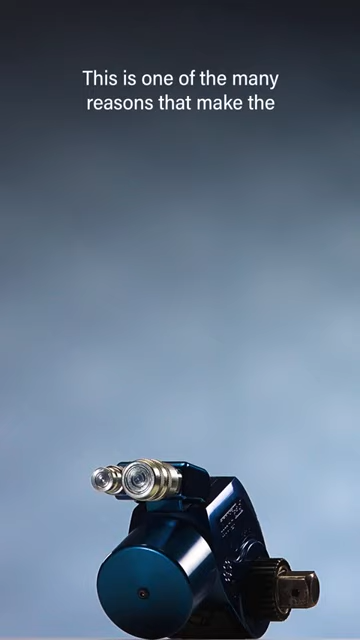 This is one of the many
reasons that make the